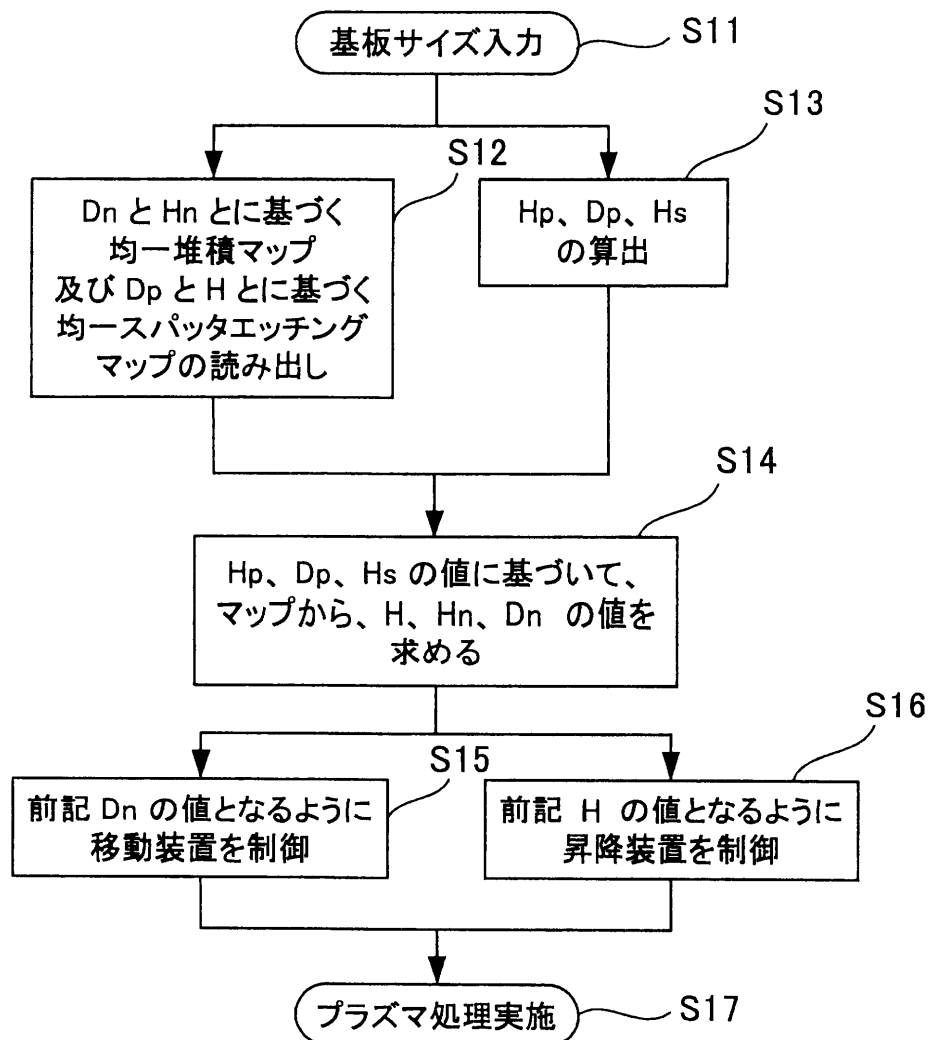 基板サイズ入力
S11
S13
S12
Dn と Hn とに基づく
均一堆積マップ
及び Dp と H とに基づく
均一スパッタエッチング
マップの読み出し
Hp、Dp、Hs
の算出
S14
Hp、Dp、Hs の値に基づいて、
マップから、H、Hn、Dn の値を
求める
S16
S15
前記 Dn の値となるように
移動装置を制御
前記 H の値となるように
昇降装置を制御
プラズマ処理実施
S17